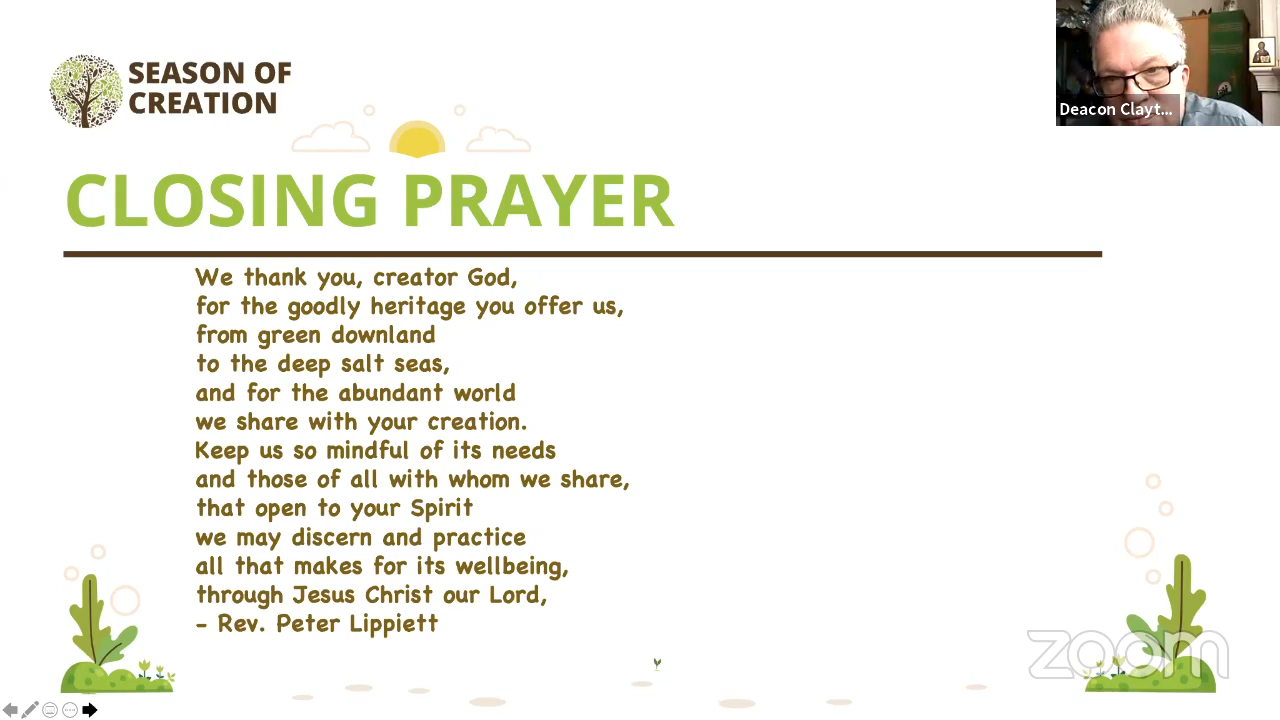 SEASON OF
CREATION
Deacon Clayt...
CLOSING PRAYER
We thank you, creator God,
for the goodly heritage you offer us,
from green downland
to the deep salt seas,
and for the abundant world
we share with your creation.
Keep us so mindful of its needs
and those of all with whom we share,
that open to your Spirit
we may discern and practice
all that makes for its wellbeing,
through Jesus Christ our Lord,
- Rev. Peter Lippiett
zoom